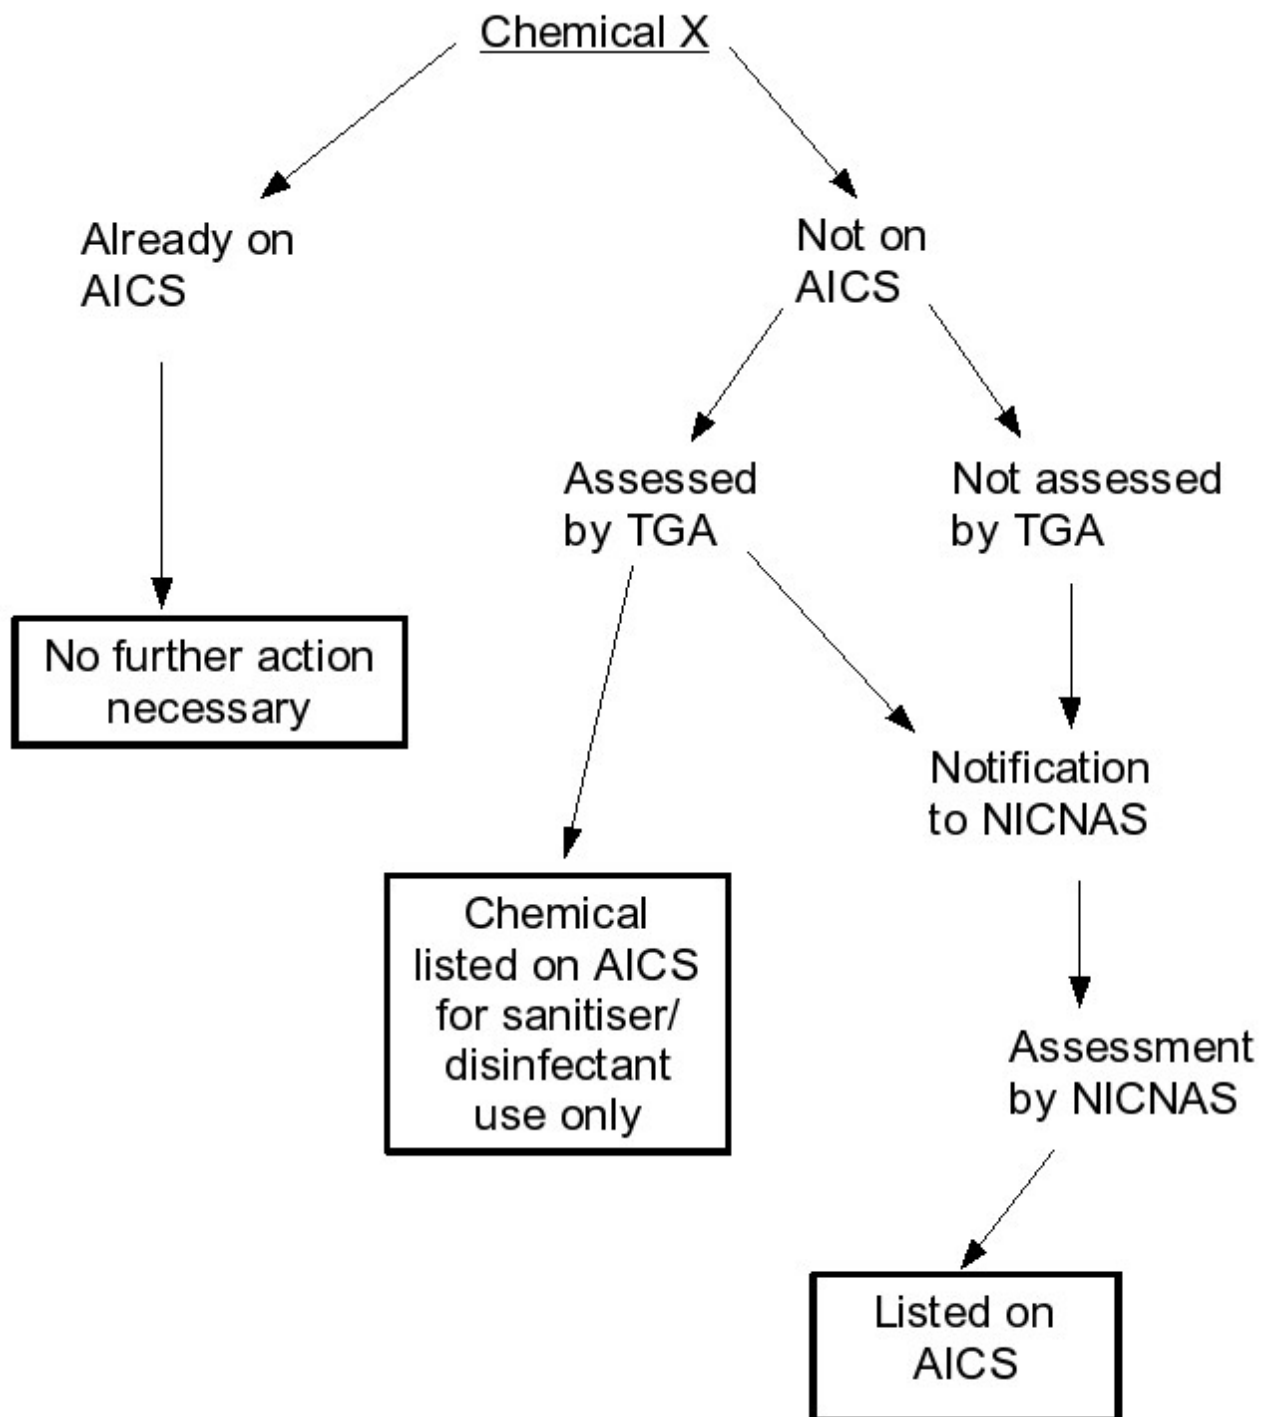 Chemical X
Already on
AICS
Not on
AICS
Assessed
by TGA
Not assessed
by TGA
No further action
necessary
Notification
to NICNAS
Chemical
listed on AICS
for sanitiser/
disinfectant
use only
Assessment
by NICNAS
Listed on
AICS